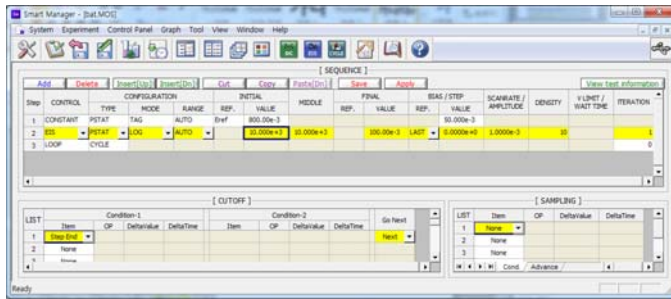 Smart Manager - [bat.MOS]
System Experiment Control Panel Graph Tool View Window Help
[ SEQUENCE ]
Add Delete Insert[Up] Insert[Dn] Cut Copy Paste[Dn] Save Apply View test information
Step CONTROL CONFIGURATION INITIAL MIDDLE FINAL BIAS / STEP SCANRATE / AMPLITUDE DENSITY V LIMIT / WAIT TIME ITERATION
TYPE MODE RANGE REF. VALUE REF. VALUE REF. VALUE
1 CONSTANT PSTAT TAG AUTO Eref 800.00e-3 50.000e-3
2 EIS PSTAT LOG AUTO 10.000e+3 10.000e+3 100.00e-3 LAST 0.0000e+0 1.0000e-3 10 1
3 LOOP CYCLE 0
[ CUTOFF ]
LIST Condition-1 Condition-2 Go Next
Item OP DeltaValue DeltaTime Item OP DeltaValue DeltaTime
1 Step End Next
2 None
[ SAMPLING ]
LIST Item OP DeltaValue DeltaTime
1 None
2 None
3 None
Cond. Advance
Ready